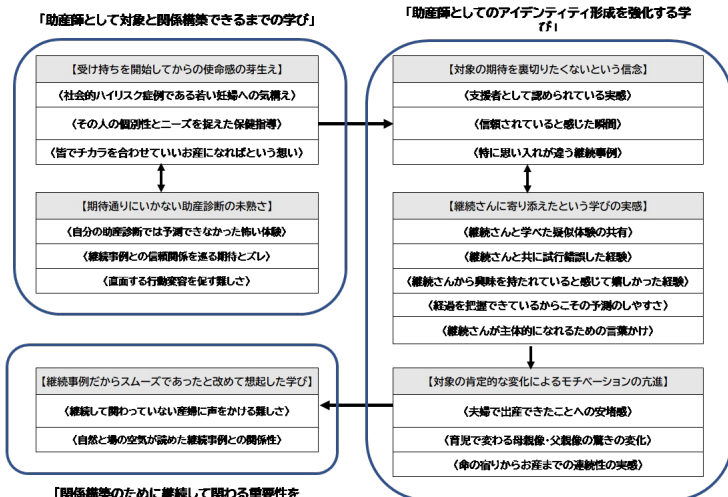 「助産師として対象と関係構築できるまでの学び」
【受け持ちを開始してからの使命感の芽生え】
〈社会的ハイリスク症例である若い妊婦への気構え〉
〈その人の個別性とニーズを捉えた保健指導〉
〈皆でチカラを合わせていいお産になればという想い〉
【期待通りにいかない助産診断の未熟さ】
〈自分の助産診断では予測できなかった怖い体験〉
〈継続事例との信頼関係を巡る期待とズレ〉
〈直面する行動変容を促す難しさ〉
「助産師としてのアイデンティティ形成を強化する学
び」
【対象の期待を裏切りたくないという信念】
〈支援者として認められている実感〉
〈信頼されていると感じた瞬間〉
〈特に思い入れが違う継続事例〉
【継続さんに寄り添えたという学びの実感】
〈継続さんと学べた疑似体験の共有〉
〈継続さんと共に試行錯誤した経験〉
〈継続さんから興味を持たれていると感じて嬉しかった経験〉
〈経過を把握できているからこその予測のしやすさ〉
〈継続さんが主体的になれるための言葉かけ〉
【対象の肯定的な変化によるモチベーションの亢進】
〈夫婦で出産できたことへの安堵感〉
〈育児で変わる母親像・父親像の驚きの変化〉
〈命の宿りからお産までの連続性の実感〉
【継続事例だからスムーズであったと改めて想起した学び】
〈継続して関わっていない産婦に声をかける難しさ〉
〈自然と場の空気が読めた継続事例との関係性〉
「関係構築のために継続して関わる重要性を